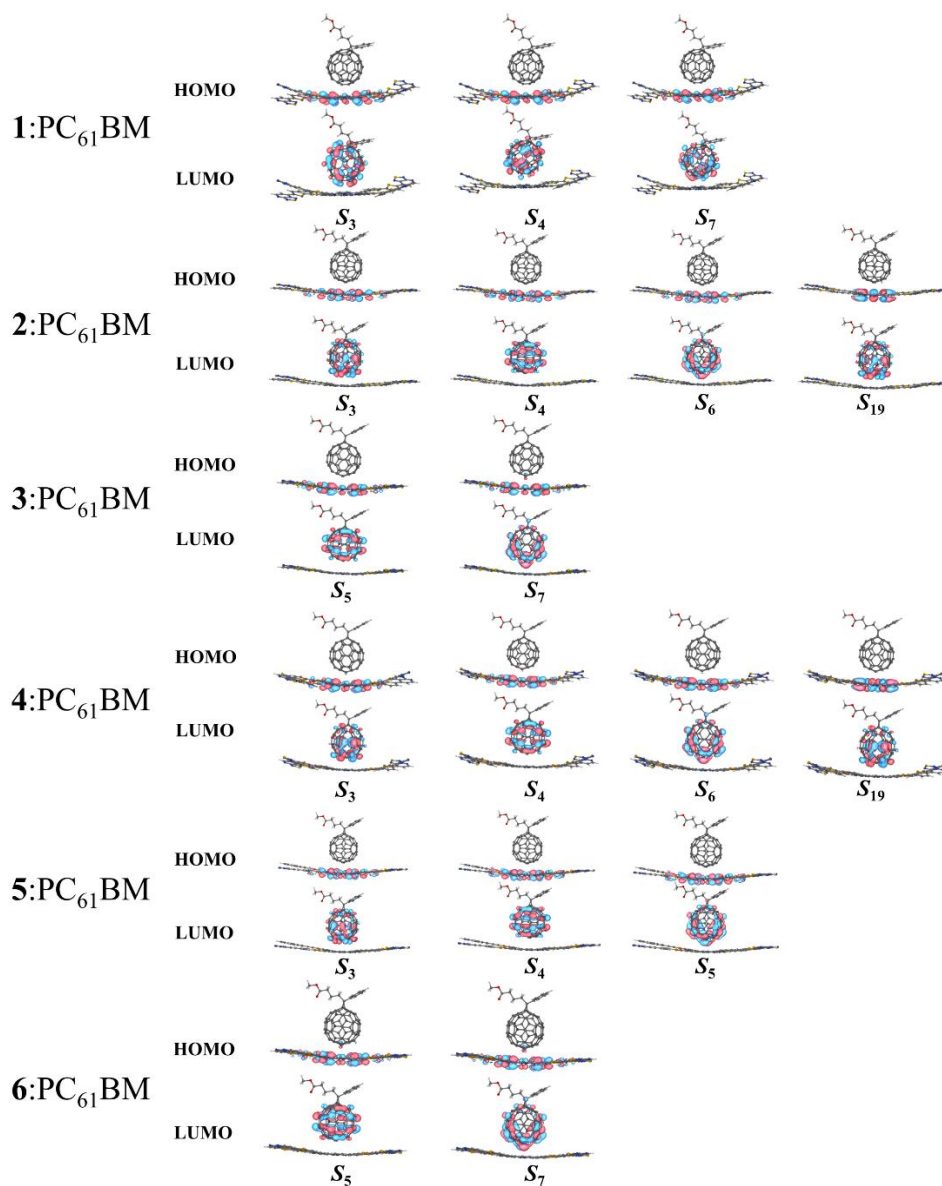 HOMO
1:PC₆₁BM
LUMO
S₃ S₄ S₇
HOMO
2:PC₆₁BM
LUMO
S₃ S₄ S₆ S₁₉
HOMO
3:PC₆₁BM
LUMO
S₅ S₇
HOMO
4:PC₆₁BM
LUMO
S₃ S₄ S₆ S₁₉
HOMO
5:PC₆₁BM
LUMO
S₃ S₄ S₅
HOMO
6:PC₆₁BM
LUMO
S₅ S₇